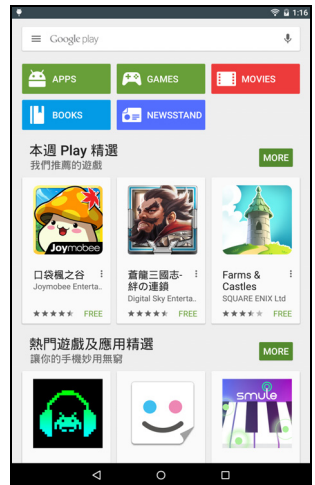 1:16
Google play
APPS
GAMES
MOVIES
BOOKS
NEWSSTAND
本週 Play 精選
我們推薦的遊戲
MORE
Joymobee
口袋楓之谷
Joymobee Enterta..
FREE
蒼龍三國志-
絆の連鎖
Digital Sky Enterta..
FREE
Farms &
Castles
SQUARE ENIX Ltd
FREE
熱門遊戲及應用精選
讓你的手機妙用無窮
MORE
smule